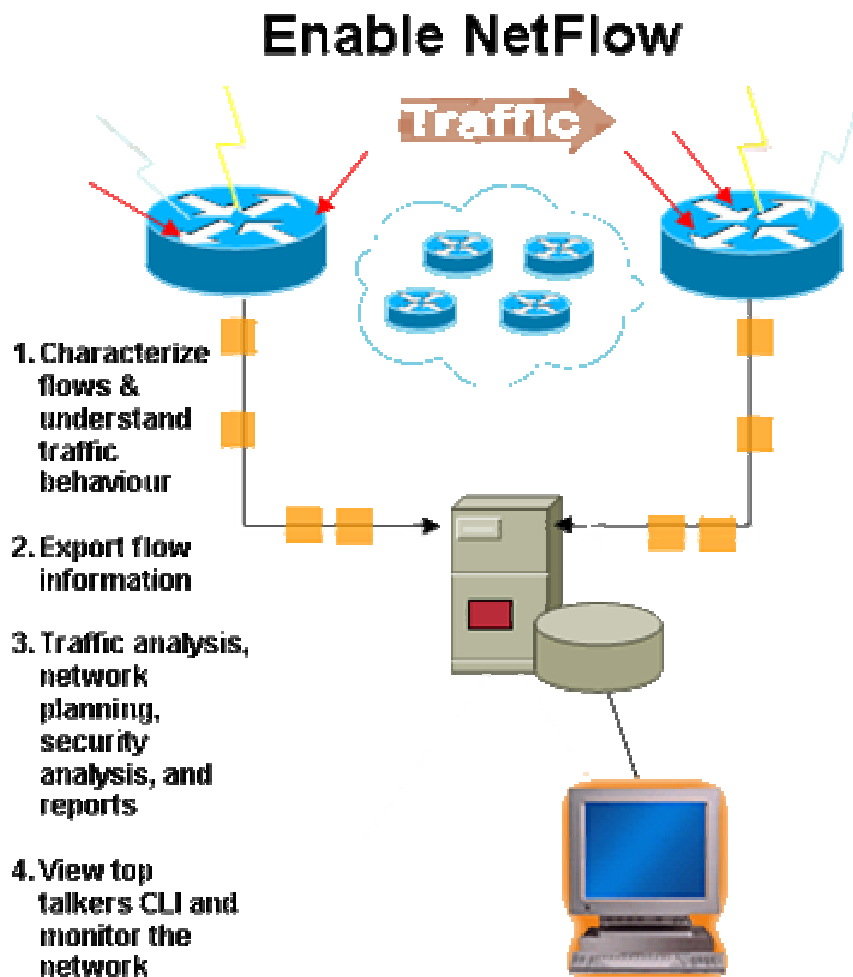 Enable NetFlow
Traffic
1. Characterize
flows &
understand
traffic
behaviour
2. Export flow
information
3. Traffic analysis,
network
planning,
security
analysis, and
reports
4. View top
talkers CLI and
monitor the
network